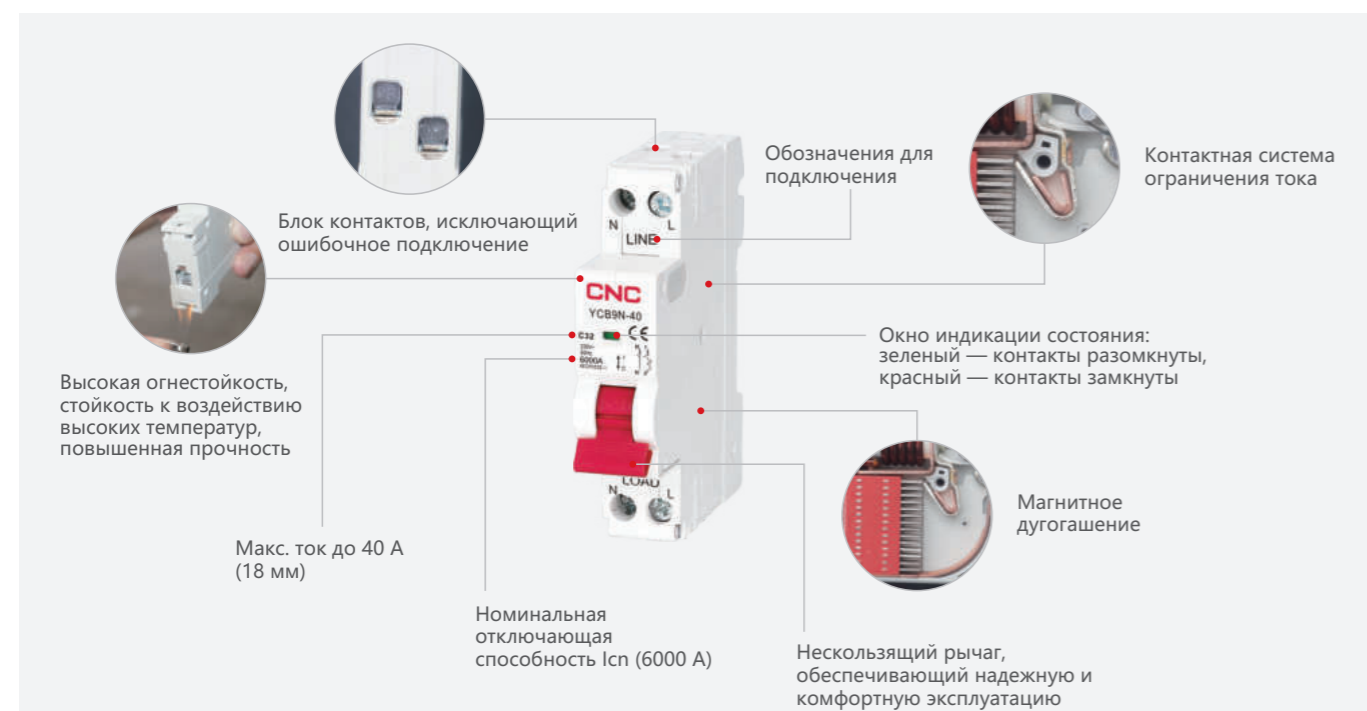 Обозначения для
подключения
Контактная система
ограничения тока
Блок контактов, исключающий
ошибочное подключение
N L
LINE
CNC
YCB9N-40
C32 CE
6000A
Окно индикации состояния:
зеленый — контакты разомкнуты,
красный — контакты замкнуты
Высокая огнестойкость,
стойкость к воздействию
высоких температур,
повышенная прочность
LOAD
N L
Магнитное
дугогашение
Макс. ток до 40 А
(18 мм)
Номинальная
отключающая
способность Icn (6000 А)
Нескользящий рычаг,
обеспечивающий надежную и
комфортную эксплуатацию